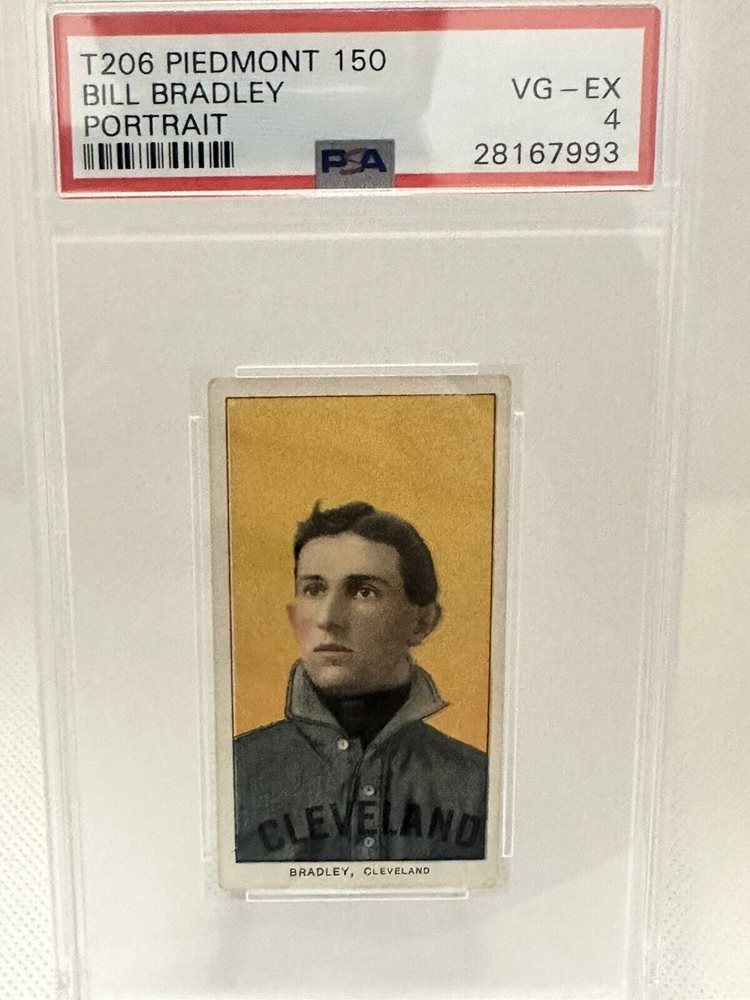 T206 PIEDMONT 150
BILL BRADLEY VG-EX
PORTRAIT 4
PSA 28167993
CLEVELAND
BRADLEY, CLEVELAND